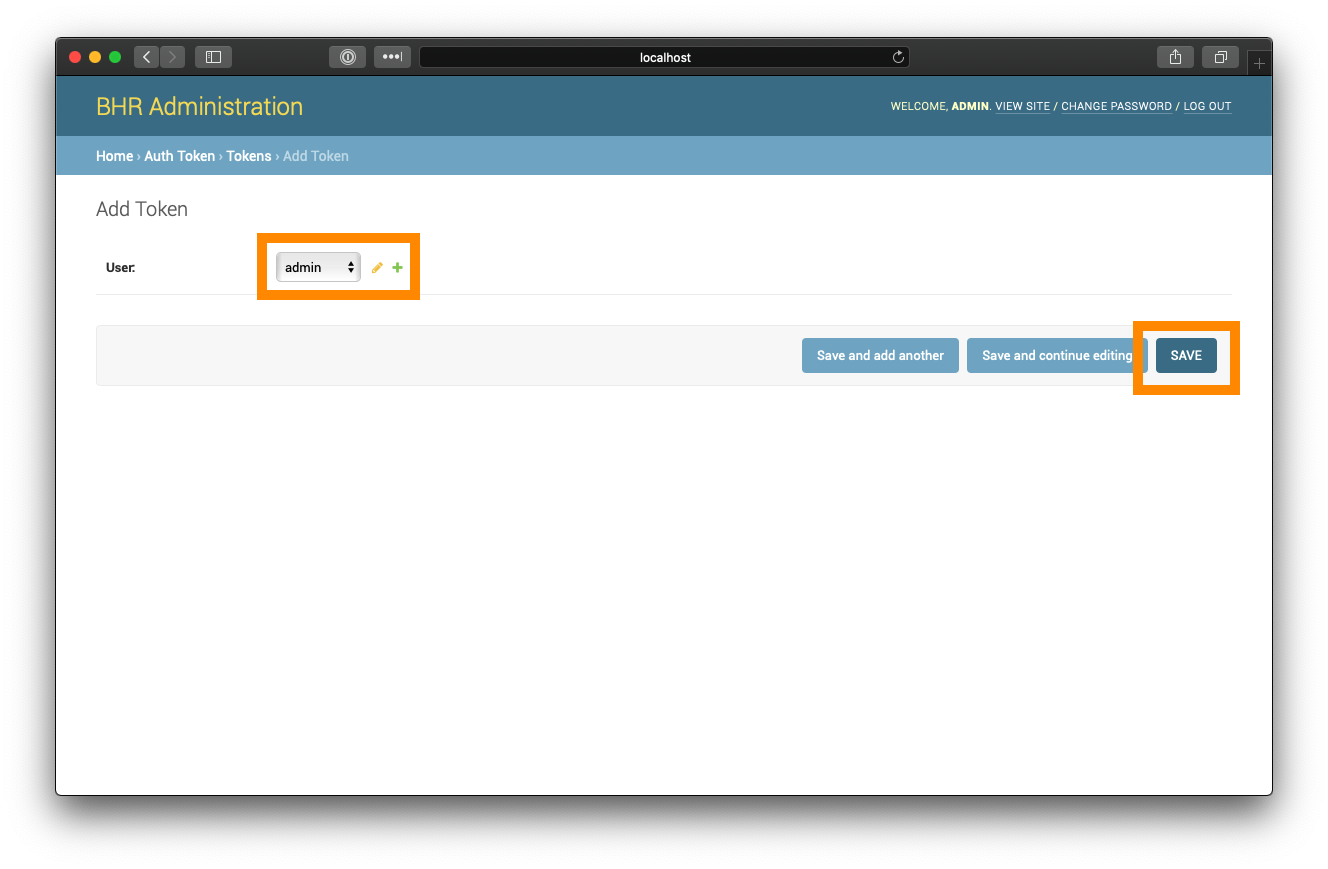 localhost
BHR Administration
WELCOME, ADMIN. VIEW SITE / CHANGE PASSWORD / LOG OUT
Home › Auth Token › Tokens › Add Token
Add Token
User: admin
Save and add another Save and continue editing SAVE